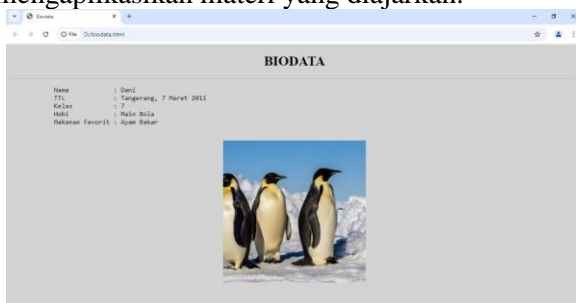 mengaplikasikan materi yang diajarkan.
Biodata
File D:/biodata.html
BIODATA
Nama : Dani
TTL : Tangerang, 7 Maret 2011
Kelas : 7
Hobi : Main Bola
Makanan Favorit : Ayam Bakar